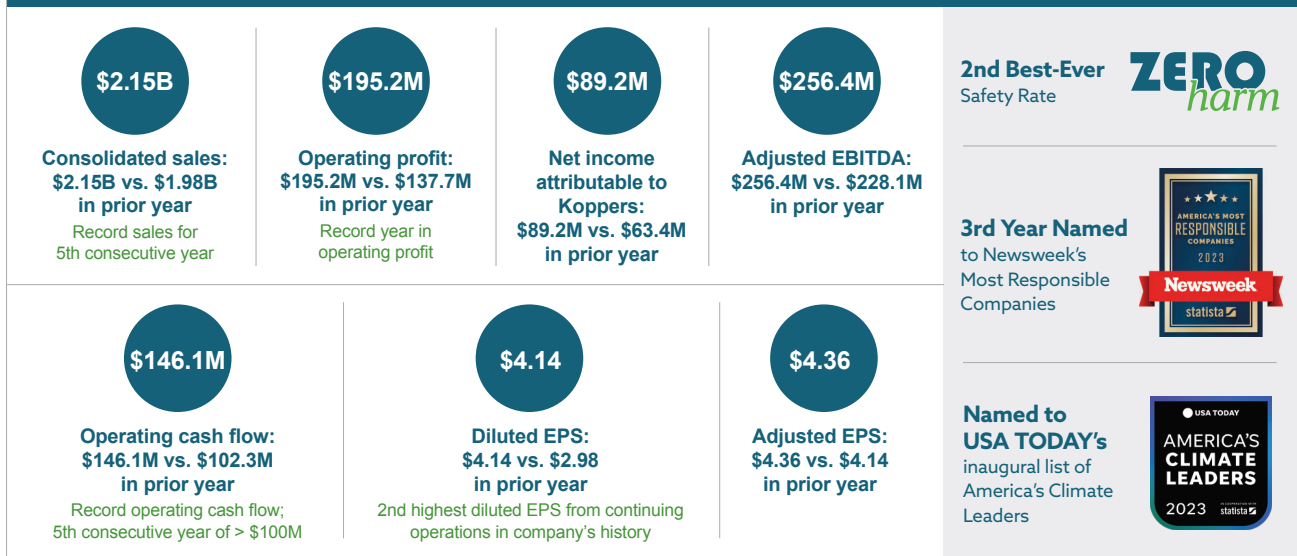 $2.15B
Consolidated sales:
$2.15B vs. $1.98B
in prior year
Record sales for
5th consecutive year
$195.2M
Operating profit:
$195.2M vs. $137.7M
in prior year
Record year in
operating profit
$89.2M
Net income
attributable to
Koppers:
$89.2M vs. $63.4M
in prior year
$256.4M
Adjusted EBITDA:
$256.4M vs. $228.1M
in prior year
$146.1M
Operating cash flow:
$146.1M vs. $102.3M
in prior year
Record operating cash flow;
5th consecutive year of > $100M
$4.14
Diluted EPS:
$4.14 vs. $2.98
in prior year
2nd highest diluted EPS from continuing
operations in company's history
$4.36
Adjusted EPS:
$4.36 vs. $4.14
in prior year
2nd Best-Ever
Safety Rate
ZERO
harm
3rd Year Named
to Newsweek's
Most Responsible
Companies
AMERICA'S MOST
RESPONSIBLE
COMPANIES
2023
Newsweek
statista
Named to
USA TODAY's
inaugural list of
America's Climate
Leaders
USA TODAY
AMERICA'S
CLIMATE
LEADERS
2023
statista